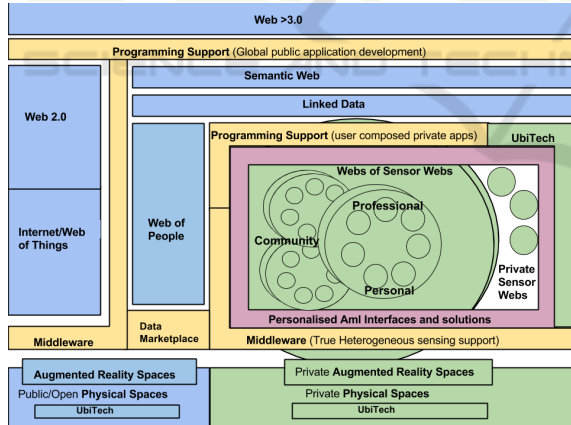 Web >3.0
Programming Support (Global public application development)
SCIENCE AND TECHN
Semantic Web
Linked Data
Web 2.0
Programming Support (user composed private apps)
UbiTech
Webs of Sensor Webs
Professional
Web of
People
Internet/Web
of Things
Community
Private
Sensor
Webs
Personal
Personalised AmI Interfaces and solutions
Data
Marketplace
Middleware
Middleware (True Heterogeneous sensing support)
Augmented Reality Spaces
Private Augmented Reality Spaces
Public/Open Physical Spaces
Private Physical Spaces
UbiTech
UbiTech